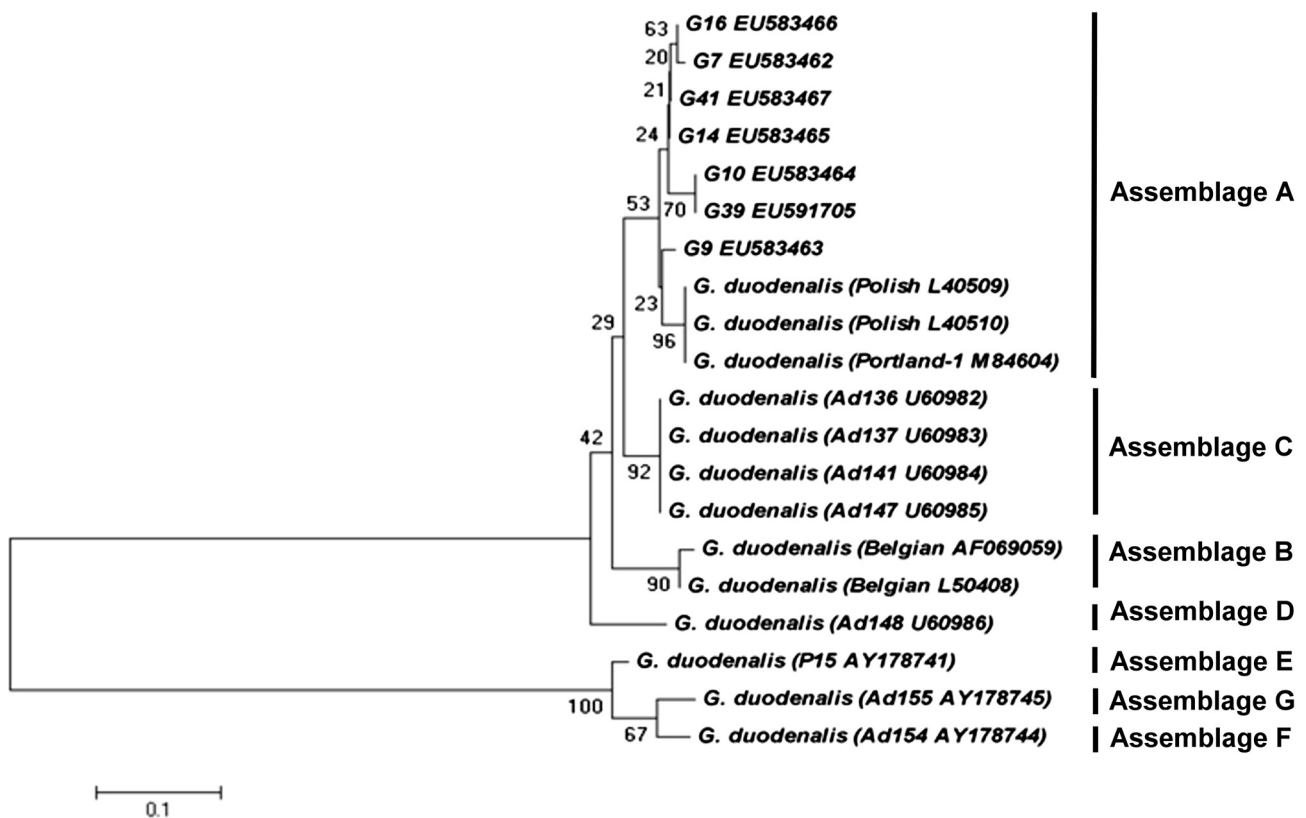 63
G16 EU583466
20
G7 EU583462
21
G41 EU583467
24
G14 EU583465
G10 EU583464
Assemblage A
53
70
G39 EU591705
G9 EU583463
G. duodenalis (Polish L40509)
23
29
G. duodenalis (Polish L40510)
96
G. duodenalis (Portland-1 M84604)
G. duodenalis (Ad136 U60982)
42
G. duodenalis (Ad137 U60983)
Assemblage C
92
G. duodenalis (Ad141 U60984)
G. duodenalis (Ad147 U60985)
G. duodenalis (Belgian AF069059)
Assemblage B
90
G. duodenalis (Belgian L50408)
G. duodenalis (Ad148 U60986)
Assemblage D
G. duodenalis (P15 AY178741)
Assemblage E
100
G. duodenalis (Ad155 AY178745)
Assemblage G
67
G. duodenalis (Ad154 AY178744)
Assemblage F
0.1